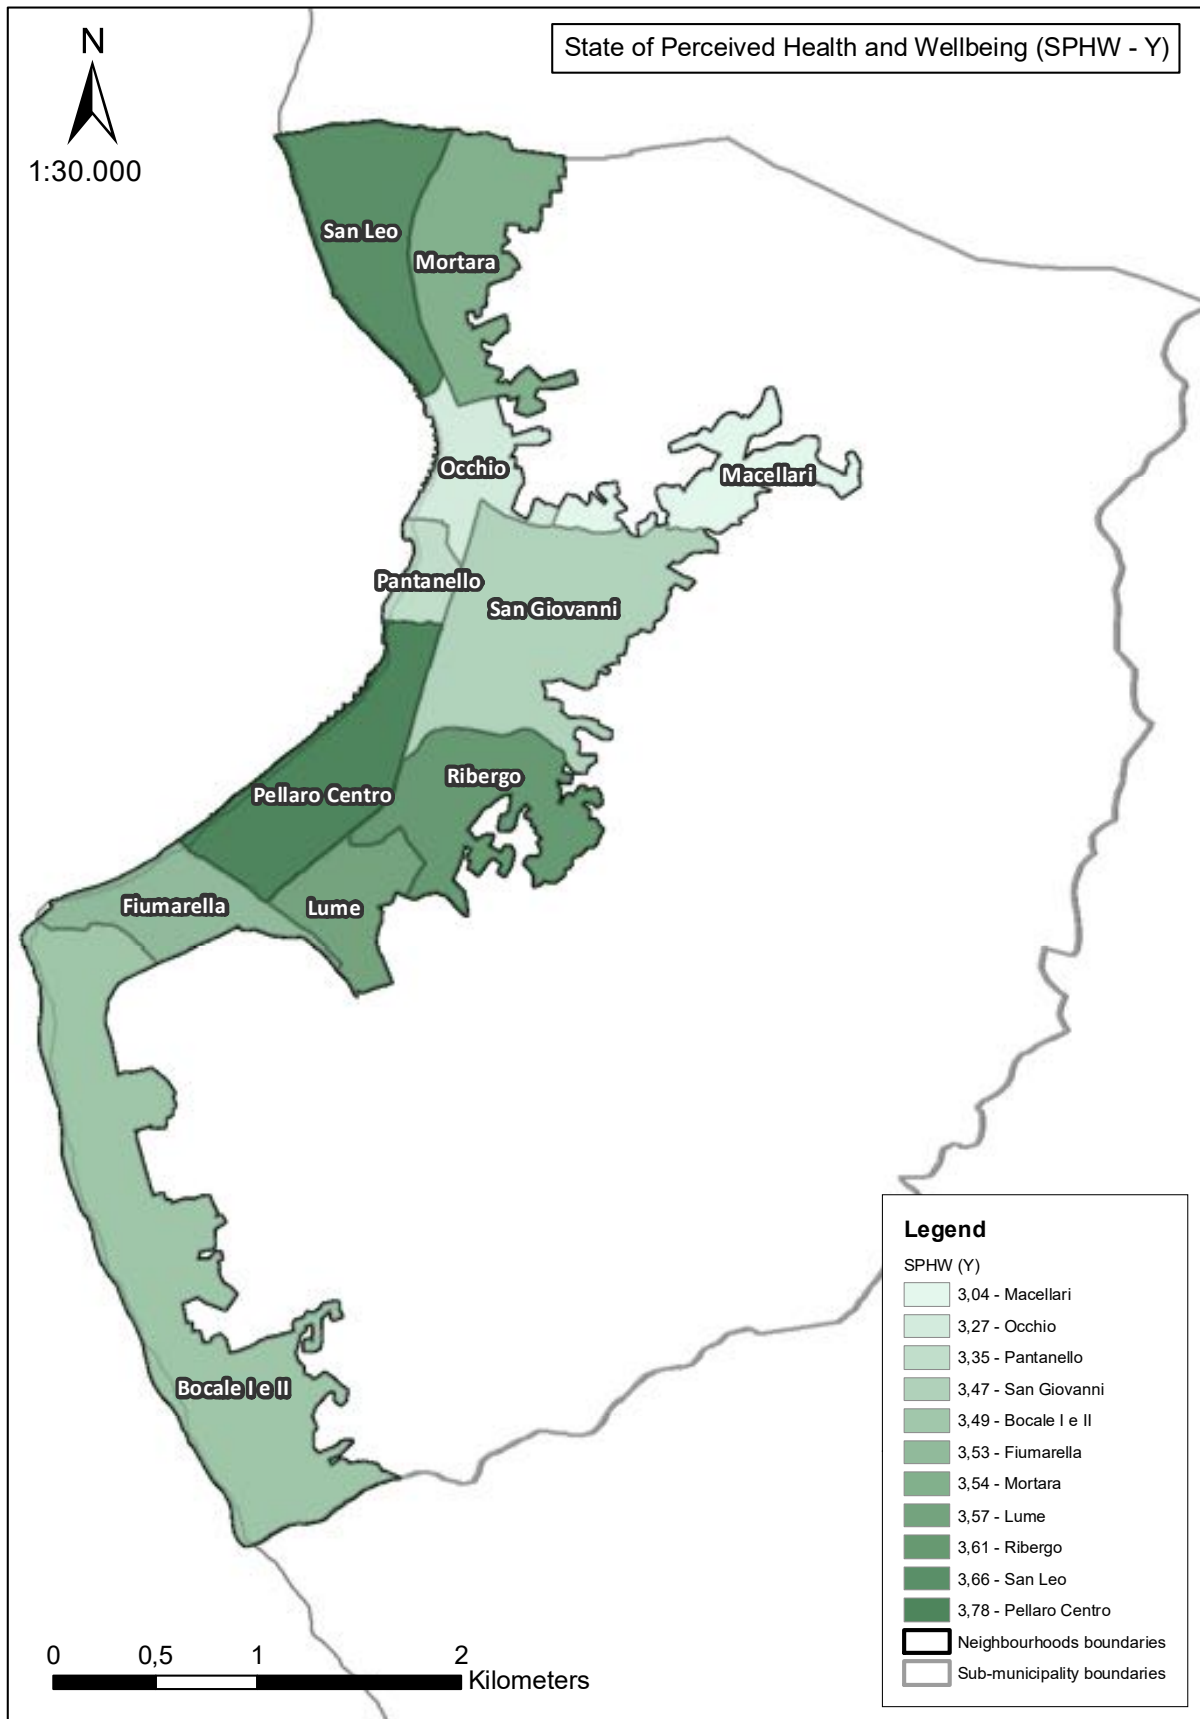 State of Perceived Health and Wellbeing (SPHW - Y)
N
1:30.000
San Leo
Mortara
Occhio
Macellari
Pantanello
San Giovanni
Ribergo
Pellaro Centro
Fiumarella
Lume
Bocale I e II
Legend
SPHW (Y)
3,04 - Macellari
3,27 - Occhio
3,35 - Pantanello
3,47 - San Giovanni
3,49 - Bocale I e II
3,53 - Fiumarella
3,54 - Mortara
3,57 - Lume
3,61 - Ribergo
3,66 - San Leo
3,78 - Pellaro Centro
Neighbourhoods boundaries
Sub-municipality boundaries
0 0,5 1 2
Kilometers